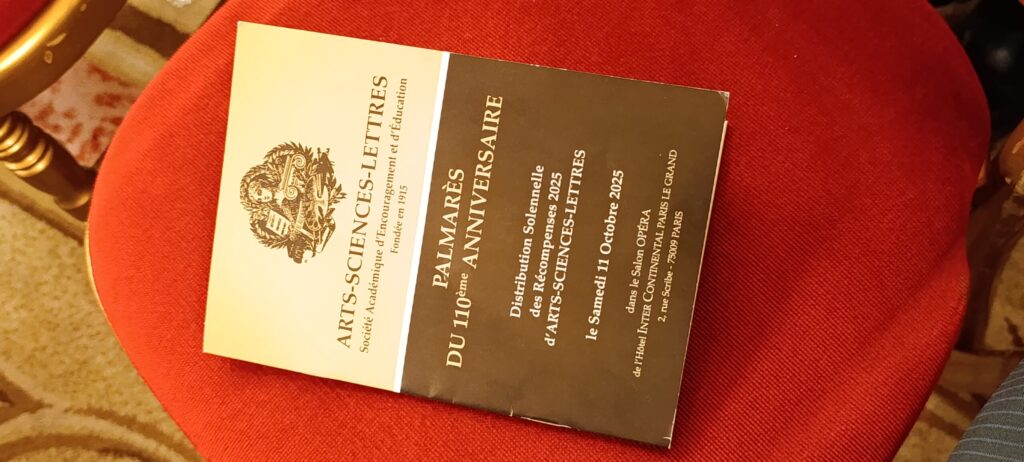 ARTS-SCIENCES-LETTRES
Société Académique d'Encouragement et d'Éducation
Fondée en 1915
PALMARÈS
DU 110ème ANNIVERSAIRE
Distribution Solennelle
des Récompenses 2025
d'ARTS-SCIENCES-LETTRES
le Samedi 11 Octobre 2025
dans le Salon OPÉRA
de l'Hôtel INTER CONTINENTAL PARIS LE GRAND
2, rue Scribe - 75009 PARIS